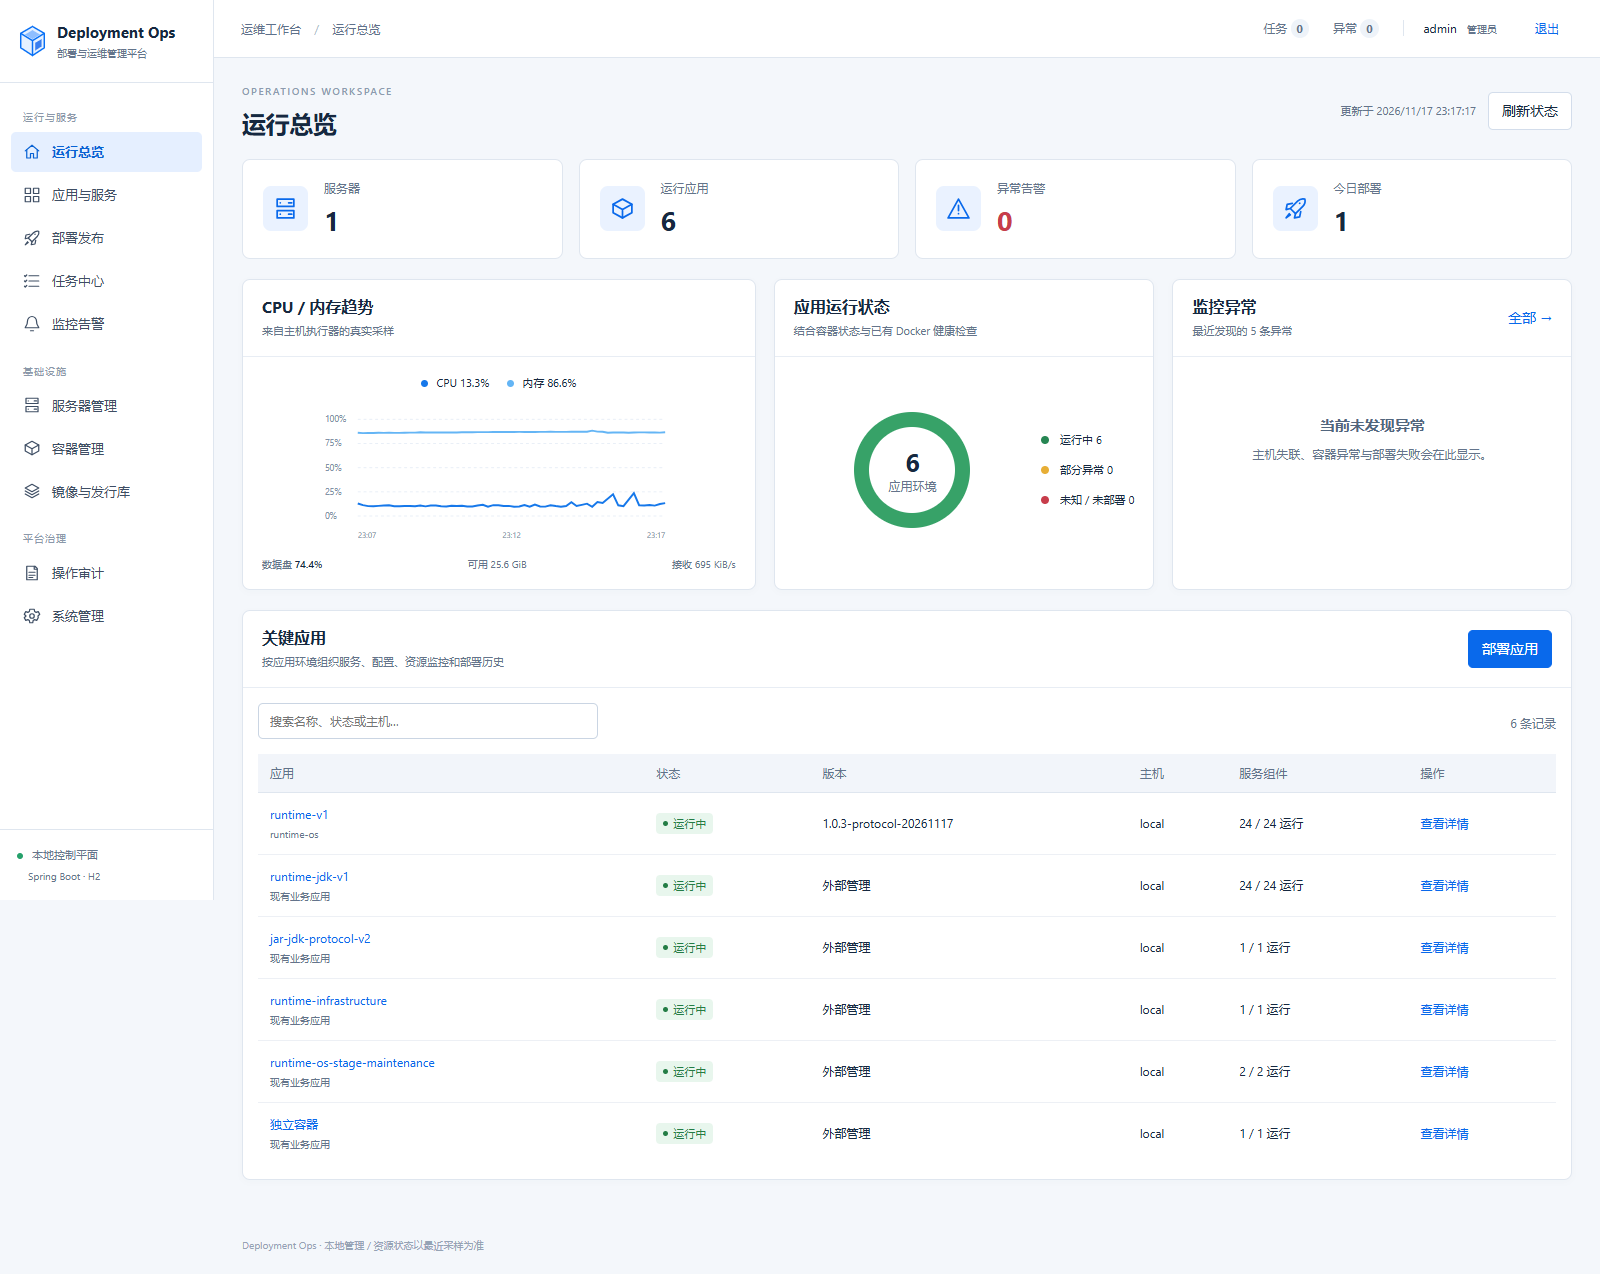 Deployment Ops
部署与运维管理平台
运行与服务
运行总览
应用与服务
部署发布
任务中心
监控告警
基础设施
服务器管理
容器管理
镜像与发行库
平台治理
操作审计
系统管理
本地控制平面
Spring Boot · H2
运维工作台 / 运行总览
任务 0 异常 0 admin 管理员 退出
OPERATIONS WORKSPACE
运行总览
更新于 2026/11/17 23:17:17 刷新状态
服务器
1
运行应用
6
异常告警
0
今日部署
1
CPU / 内存趋势
来自主机执行器的真实采样
CPU 13.3% 内存 86.6%
100%
75%
50%
25%
0%
23:07 23:12 23:17
数据盘 74.4% 可用 25.6 GiB 接收 695 KiB/s
应用运行状态
结合容器状态与已有 Docker 健康检查
6
应用环境
运行中 6
部分异常 0
未知 / 未部署 0
监控异常
最近发现的 5 条异常
全部 →
当前未发现异常
主机失联、容器异常与部署失败会在此显示。
关键应用
按应用环境组织服务、配置、资源监控和部署历史
部署应用
搜索名称、状态或主机...
6 条记录
应用 状态 版本 主机 服务组件 操作
runtime-v1
runtime-os
运行中 1.0.3-protocol-20261117 local 24 / 24 运行 查看详情
runtime-jdk-v1
现有业务应用
运行中 外部管理 local 24 / 24 运行 查看详情
jar-jdk-protocol-v2
现有业务应用
运行中 外部管理 local 1 / 1 运行 查看详情
runtime-infrastructure
现有业务应用
运行中 外部管理 local 1 / 1 运行 查看详情
runtime-os-stage-maintenance
现有业务应用
运行中 外部管理 local 2 / 2 运行 查看详情
独立容器
现有业务应用
运行中 外部管理 local 1 / 1 运行 查看详情
Deployment Ops · 本地管理 / 资源状态以最近采样为准